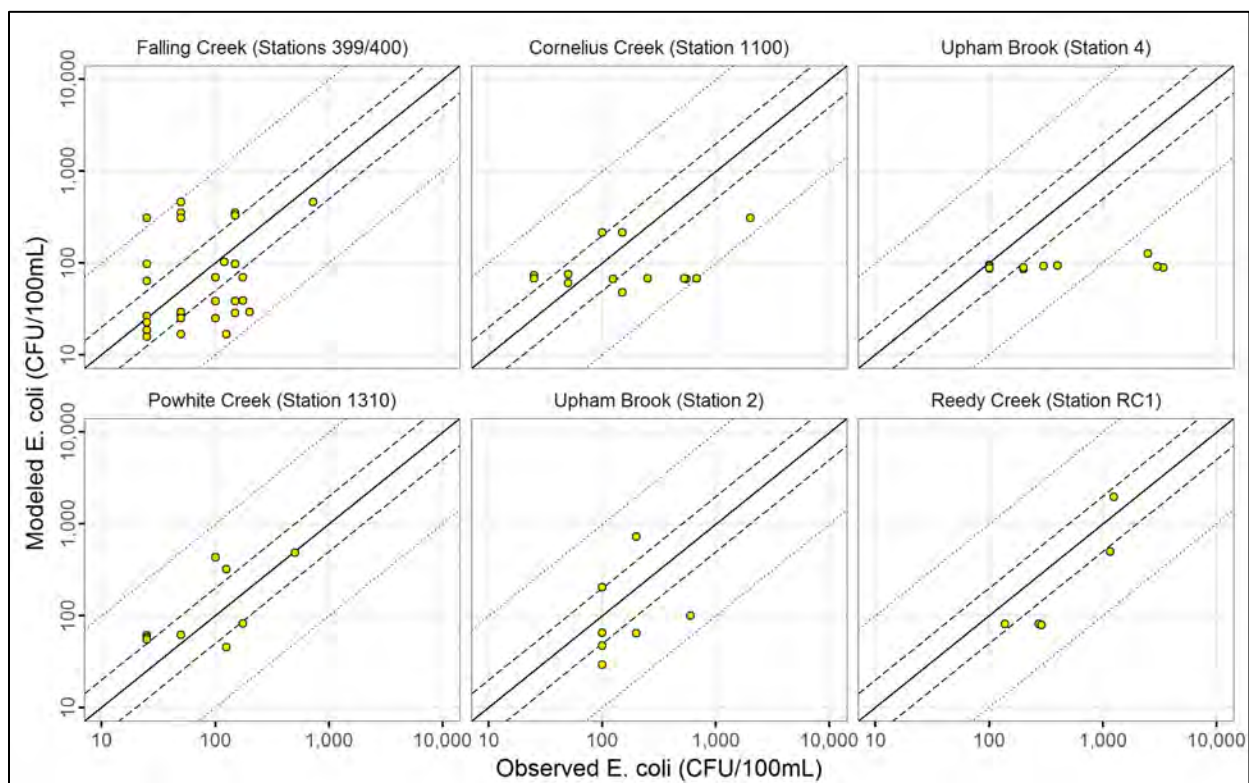 Falling Creek (Stations 399/400)
Cornelius Creek (Station 1100)
Upham Brook (Station 4)
10,000
1,000
100
10
Powhite Creek (Station 1310)
Upham Brook (Station 2)
Reedy Creek (Station RC1)
10,000
1,000
100
10
10
100
1,000
10,000
10
100
1,000
10,000
10
100
1,000
10,000
Modeled E. coli (CFU/100mL)
Observed E. coli (CFU/100mL)